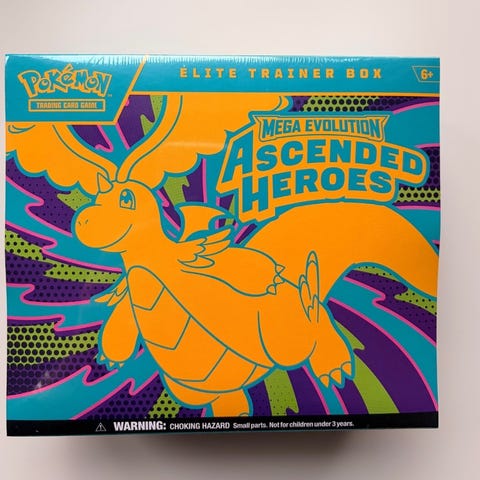 Pokémon
TRADING CARD GAME
ÉLITE TRAINER BOX
6+
MEGA EVOLUTION
ASCENDED
HEROES
WARNING: CHOKING HAZARD Small parts. Not for children under 3 years.